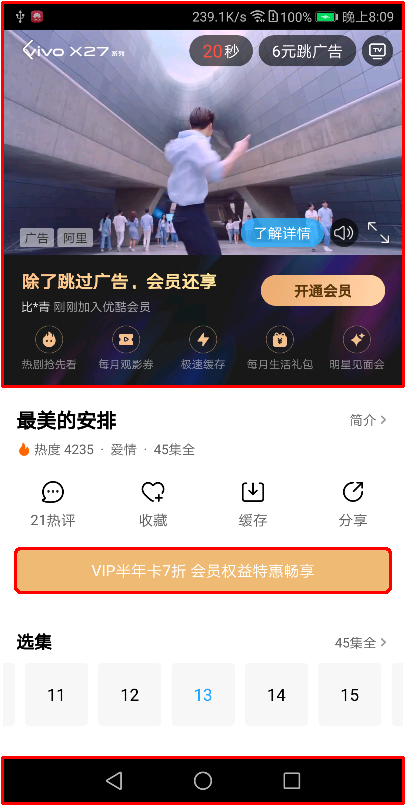 239.1K/s 100% 晚上8:09
vivo X27 系列
20秒
6元跳广告
TV
广告 阿里
了解详情
除了跳过广告，会员还享
比*青 刚刚加入优酷会员
开通会员
热剧抢先看 每月观影券 极速缓存 每月生活礼包 明星见面会
最美的安排
简介
热度 4235 · 爱情 · 45集全
21热评 收藏 缓存 分享
VIP半年卡7折 会员权益特惠畅享
选集
45集全
11 12 13 14 15